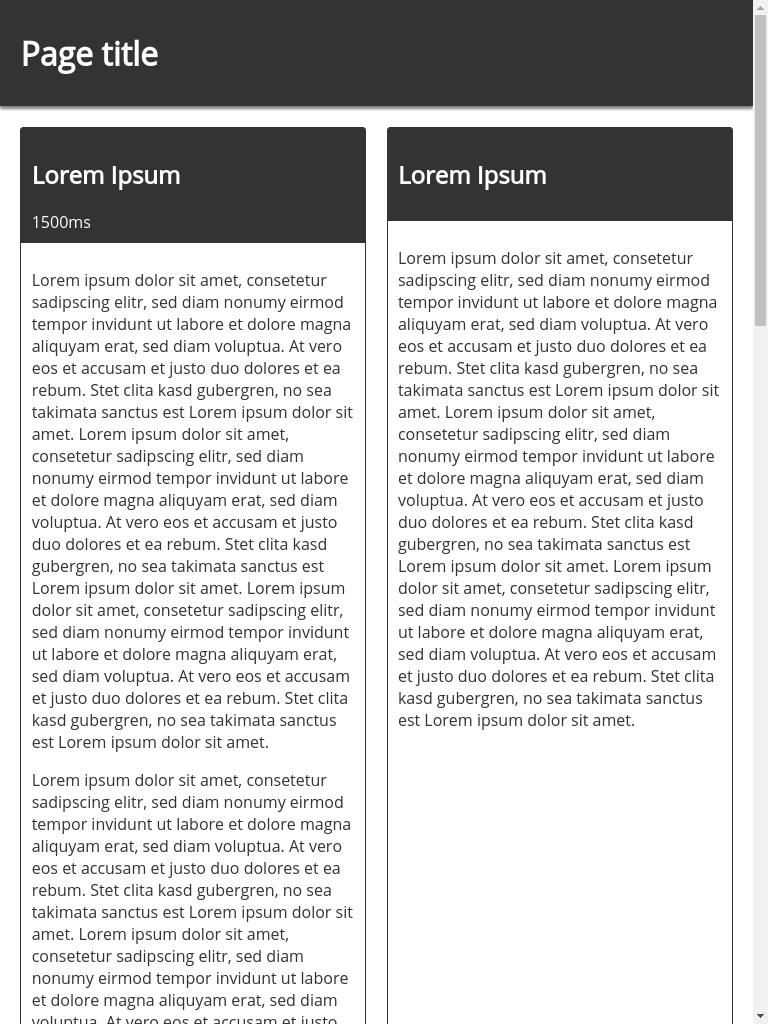 Page title
Lorem Ipsum
1500ms
Lorem ipsum dolor sit amet, consetetur
sadipscing elitr, sed diam nonumy eirmod
tempor invidunt ut labore et dolore magna
aliquyam erat, sed diam voluptua. At vero
eos et accusam et justo duo dolores et ea
rebum. Stet clita kasd gubergren, no sea
takimata sanctus est Lorem ipsum dolor sit
amet. Lorem ipsum dolor sit amet,
consetetur sadipscing elitr, sed diam
nonumy eirmod tempor invidunt ut labore
et dolore magna aliquyam erat, sed diam
voluptua. At vero eos et accusam et justo
duo dolores et ea rebum. Stet clita kasd
gubergren, no sea takimata sanctus est
Lorem ipsum dolor sit amet. Lorem ipsum
dolor sit amet, consetetur sadipscing elitr,
sed diam nonumy eirmod tempor invidunt
ut labore et dolore magna aliquyam erat,
sed diam voluptua. At vero eos et accusam
et justo duo dolores et ea rebum. Stet clita
kasd gubergren, no sea takimata sanctus
est Lorem ipsum dolor sit amet.
Lorem ipsum dolor sit amet, consetetur
sadipscing elitr, sed diam nonumy eirmod
tempor invidunt ut labore et dolore magna
aliquyam erat, sed diam voluptua. At vero
eos et accusam et justo duo dolores et ea
rebum. Stet clita kasd gubergren, no sea
takimata sanctus est Lorem ipsum dolor sit
amet. Lorem ipsum dolor sit amet,
consetetur sadipscing elitr, sed diam
nonumy eirmod tempor invidunt ut labore
et dolore magna aliquyam erat, sed diam
voluptua. At vero eos et accusam et justo
Lorem Ipsum
Lorem ipsum dolor sit amet, consetetur
sadipscing elitr, sed diam nonumy eirmod
tempor invidunt ut labore et dolore magna
aliquyam erat, sed diam voluptua. At vero
eos et accusam et justo duo dolores et ea
rebum. Stet clita kasd gubergren, no sea
takimata sanctus est Lorem ipsum dolor sit
amet. Lorem ipsum dolor sit amet,
consetetur sadipscing elitr, sed diam
nonumy eirmod tempor invidunt ut labore
et dolore magna aliquyam erat, sed diam
voluptua. At vero eos et accusam et justo
duo dolores et ea rebum. Stet clita kasd
gubergren, no sea takimata sanctus est
Lorem ipsum dolor sit amet. Lorem ipsum
dolor sit amet, consetetur sadipscing elitr,
sed diam nonumy eirmod tempor invidunt
ut labore et dolore magna aliquyam erat,
sed diam voluptua. At vero eos et accusam
et justo duo dolores et ea rebum. Stet clita
kasd gubergren, no sea takimata sanctus
est Lorem ipsum dolor sit amet.